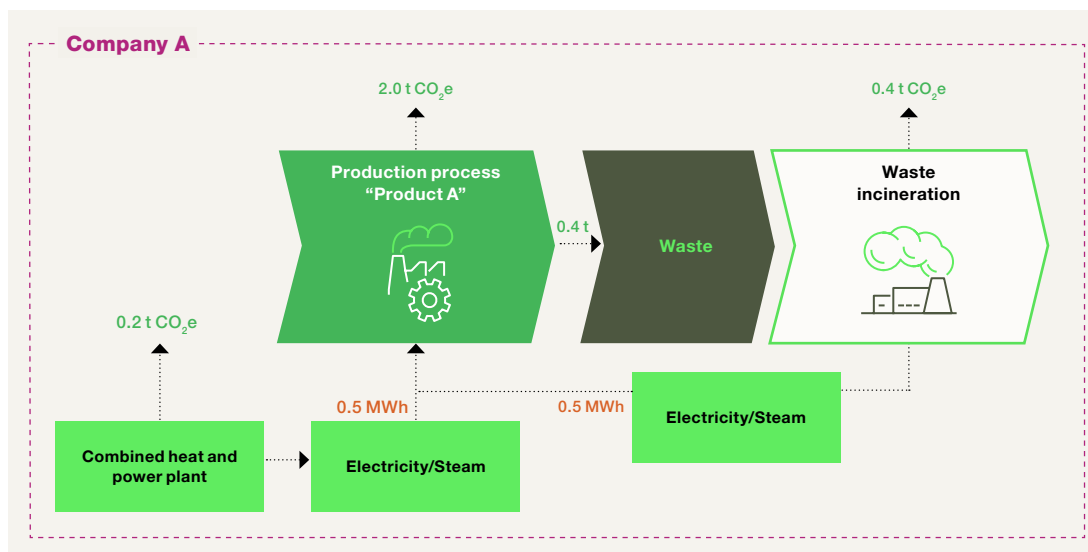 Company A
2.0 t CO₂e
0.4 t CO₂e
Production process
“Product A”
Waste
incineration
0.4 t
Waste
0.2 t CO₂e
0.5 MWh
0.5 MWh
Electricity/Steam
Combined heat and
power plant
Electricity/Steam